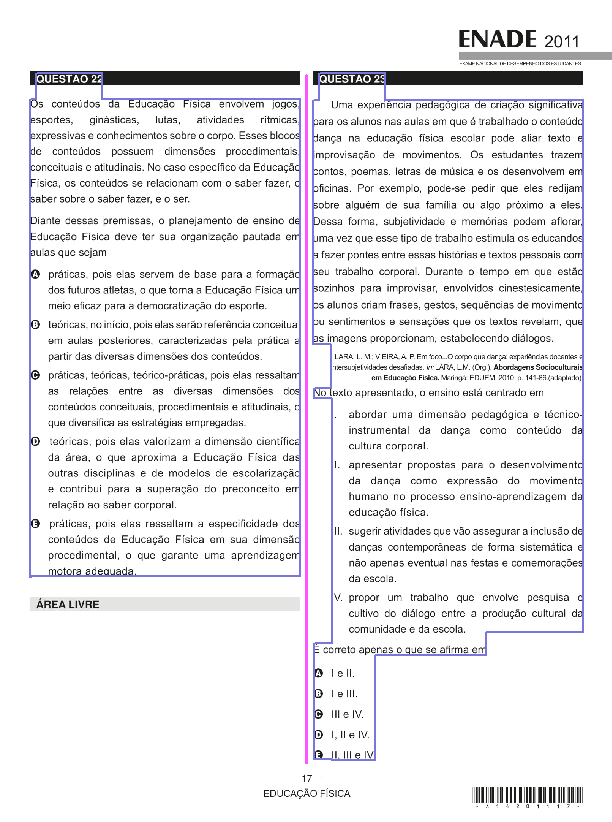 ENADE 2011
EXAME NACIONAL DE DESEMPENHO DOS ESTUDANTES
QUESTÃO 22
Os conteúdos da Educação Física envolvem jogos,
esportes, ginásticas, lutas, atividades rítmicas,
expressivas e conhecimentos sobre o corpo. Esses blocos
de conteúdos possuem dimensões procedimentais,
conceituais e atitudinais. No caso específico da Educação
Física, os conteúdos se relacionam com o saber fazer, o
saber sobre o saber fazer, e o ser.
Diante dessas premissas, o planejamento de ensino de
Educação Física deve ter sua organização pautada em
aulas que sejam
A práticas, pois elas servem de base para a formação
dos futuros atletas, o que torna a Educação Física um
meio eficaz para a democratização do esporte.
B teóricas, no início, pois elas serão referência conceitual
em aulas posteriores, caracterizadas pela prática a
partir das diversas dimensões dos conteúdos.
C práticas, teóricas, teórico-práticas, pois elas ressaltam
as relações entre as diversas dimensões dos
conteúdos conceituais, procedimentais e atitudinais, o
que diversifica as estratégias empregadas.
D teóricas, pois elas valorizam a dimensão científica
da área, o que aproxima a Educação Física das
outras disciplinas e de modelos de escolarização
e contribui para a superação do preconceito em
relação ao saber corporal.
E práticas, pois elas ressaltam a especificidade dos
conteúdos de Educação Física em sua dimensão
procedimental, o que garante uma aprendizagem
motora adequada.
ÁREA LIVRE
QUESTÃO 23
Uma experiência pedagógica de criação significativa
para os alunos nas aulas em que é trabalhado o conteúdo
dança na educação física escolar pode aliar texto e
improvisação de movimentos. Os estudantes trazem
contos, poemas, letras de música e os desenvolvem em
oficinas. Por exemplo, pode-se pedir que eles redijam
sobre alguém de sua família ou algo próximo a eles.
Dessa forma, subjetividade e memórias podem aflorar,
uma vez que esse tipo de trabalho estimula os educandos
a fazer pontes entre essas histórias e textos pessoais com
seu trabalho corporal. Durante o tempo em que estão
sozinhos para improvisar, envolvidos cinestesicamente,
os alunos criam frases, gestos, sequências de movimento
ou sentimentos e sensações que os textos revelam, que
as imagens proporcionam, estabelecendo diálogos.
LARA, L. M.; VIEIRA, A. P. Em foco...O corpo que dança: experiências docentes e
intersubjetividades desafiadas. In: LARA, L.M. (Org.). Abordagens Socioculturais
em Educação Física. Maringá: EDUEM, 2010, p. 141-86 (adaptado).
No texto apresentado, o ensino está centrado em
I. abordar uma dimensão pedagógica e técnico-
instrumental da dança como conteúdo da
cultura corporal.
II. apresentar propostas para o desenvolvimento
da dança como expressão do movimento
humano no processo ensino-aprendizagem da
educação física.
III. sugerir atividades que vão assegurar a inclusão de
danças contemporâneas de forma sistemática e
não apenas eventual nas festas e comemorações
da escola.
IV. propor um trabalho que envolve pesquisa e
cultivo do diálogo entre a produção cultural da
comunidade e da escola.
É correto apenas o que se afirma em
A I e II.
B I e III.
C III e IV.
D I, II e IV.
E II, III e IV.
17
EDUCAÇÃO FÍSICA